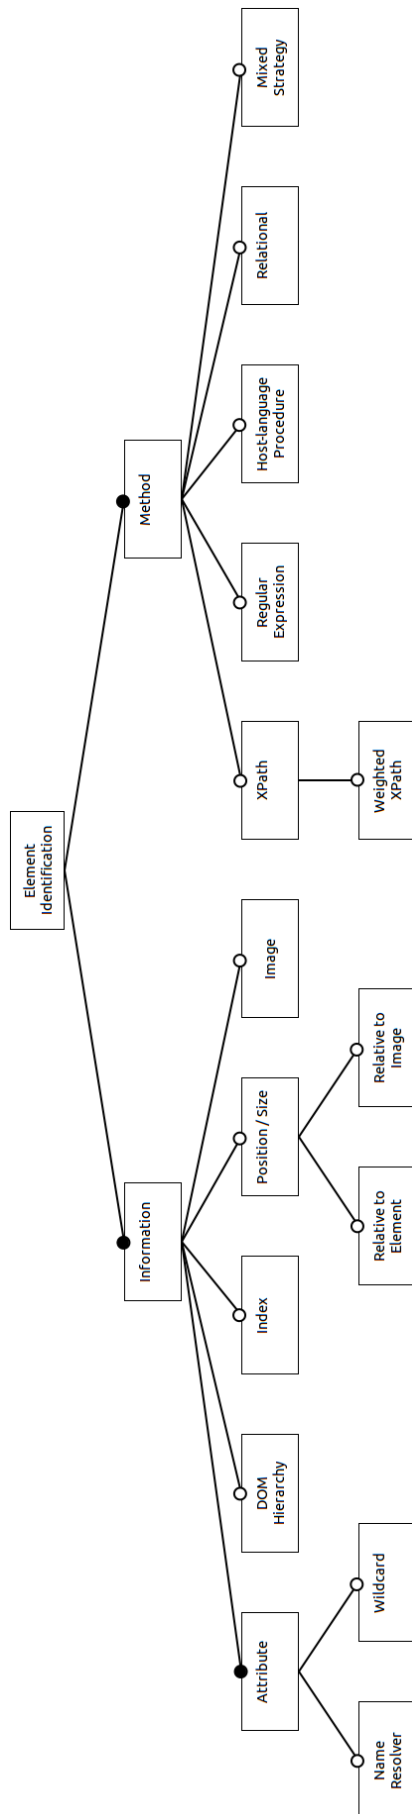 Element
Identification
Information
Method
Attribute
DOM
Hierarchy
Index
Position / Size
Image
XPath
Regular
Expression
Host-language
Procedure
Relational
Mixed
Strategy
Name
Resolver
Wildcard
Relative to
Element
Relative to
Image
Weighted
XPath